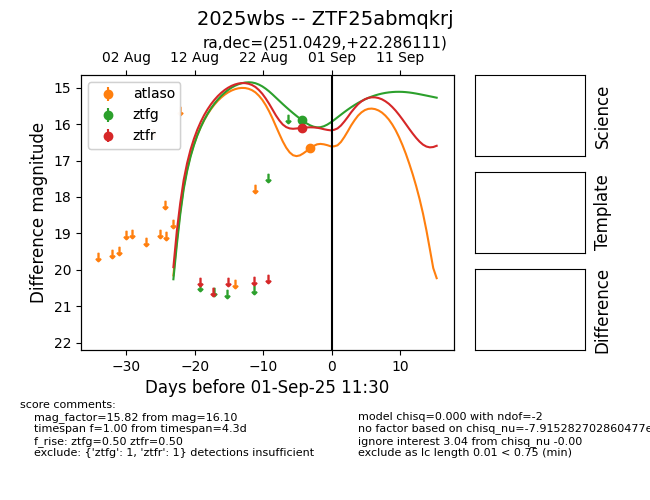 2025wbs -- ZTF25abmqkrj
ra,dec=(251.0429,+22.286111)
02 Aug 12 Aug 22 Aug 01 Sep 11 Sep
atlaso
ztfg
ztfr
15
16
17
18
19
20
21
22
Difference magnitude
−30 −20 −10 0 10
Days before 01-Sep-25 11:30
Science
Template
Difference
score comments:
mag_factor=15.82 from mag=16.10
timespan f=1.00 from timespan=4.3d
f_rise: ztfg=0.50 ztfr=0.50
exclude: {'ztfg': 1, 'ztfr': 1} detections insufficient
model chisq=0.000 with ndof=-2
no factor based on chisq_nu=-7.915282702860477e
ignore interest 3.04 from chisq_nu -0.00
exclude as lc length 0.01 < 0.75 (min)